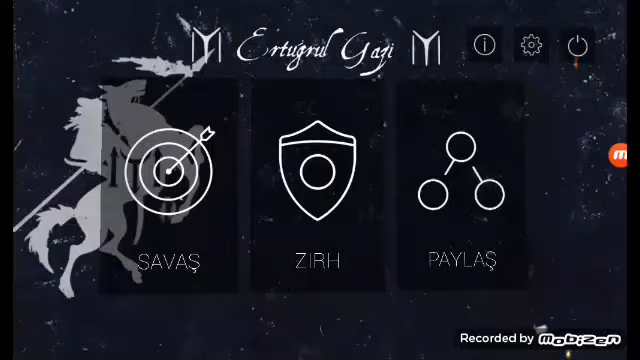 Ertuğrul Gazi
SAVAŞ
ZIRH
PAYLAŞ
Recorded by mobizen